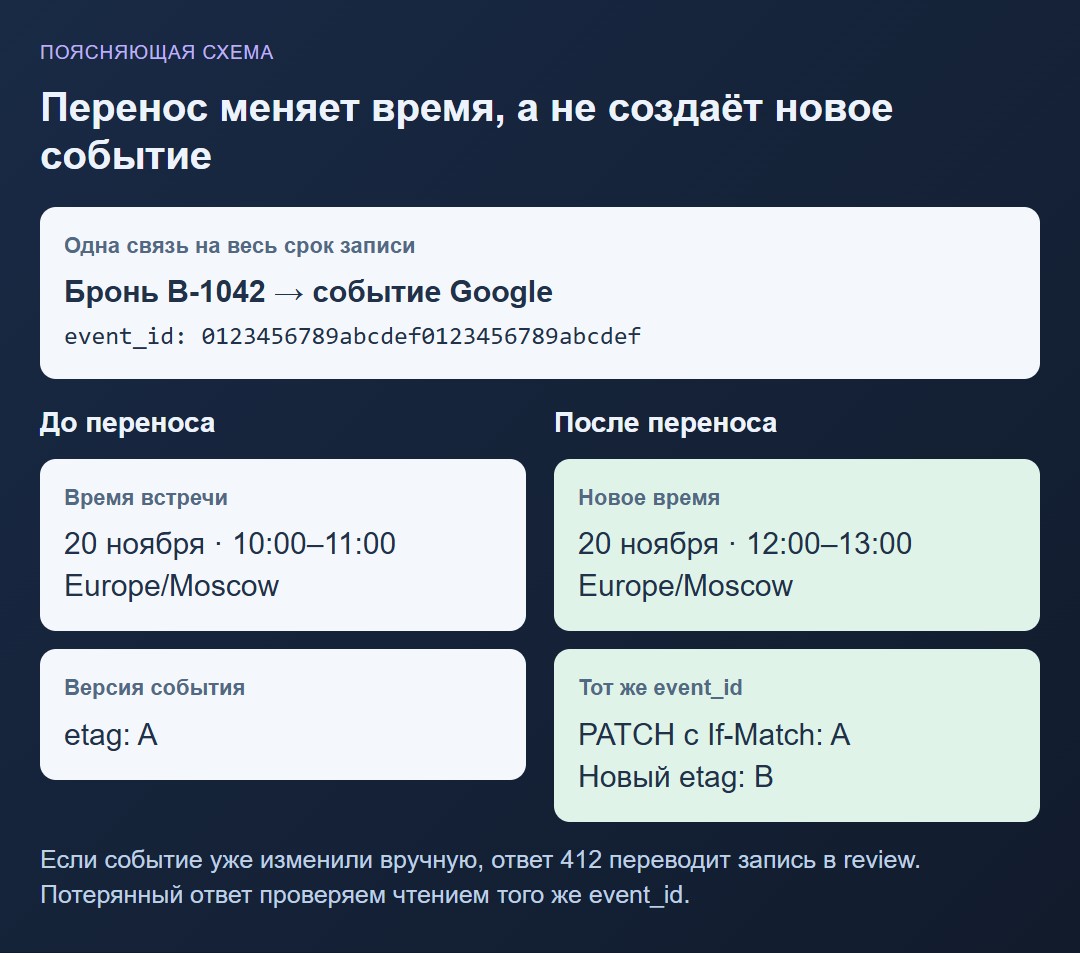 ПОЯСНЯЮЩАЯ СХЕМА
Перенос меняет время, а не создаёт новое
событие
Одна связь на весь срок записи
Бронь B-1042 → событие Google
event_id: 0123456789abcdef0123456789abcdef
До переноса
Время встречи
20 ноября · 10:00–11:00
Europe/Moscow
Версия события
etag: A
После переноса
Новое время
20 ноября · 12:00–13:00
Europe/Moscow
Тот же event_id
PATCH с If-Match: A
Новый etag: B
Если событие уже изменили вручную, ответ 412 переводит запись в review.
Потерянный ответ проверяем чтением того же event_id.